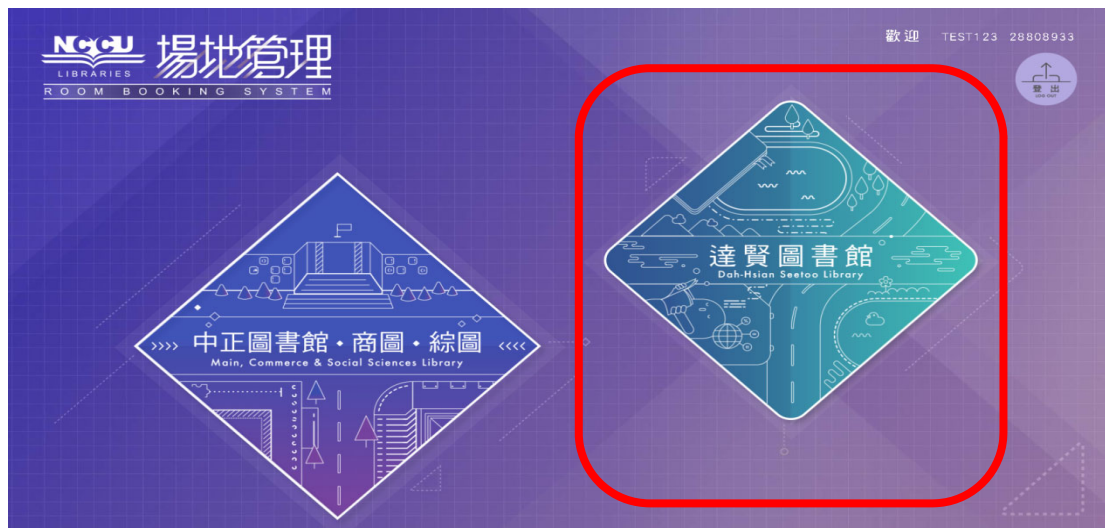 NCCU
LIBRARIES
場地管理
ROOM BOOKING SYSTEM
歡迎 TEST123 28808933
登出
LOG OUT
達賢圖書館
Dah-Hsian Seetoo Library
>>>> 中正圖書館・商圖・綜圖 <<<<
Main, Commerce & Social Sciences Library